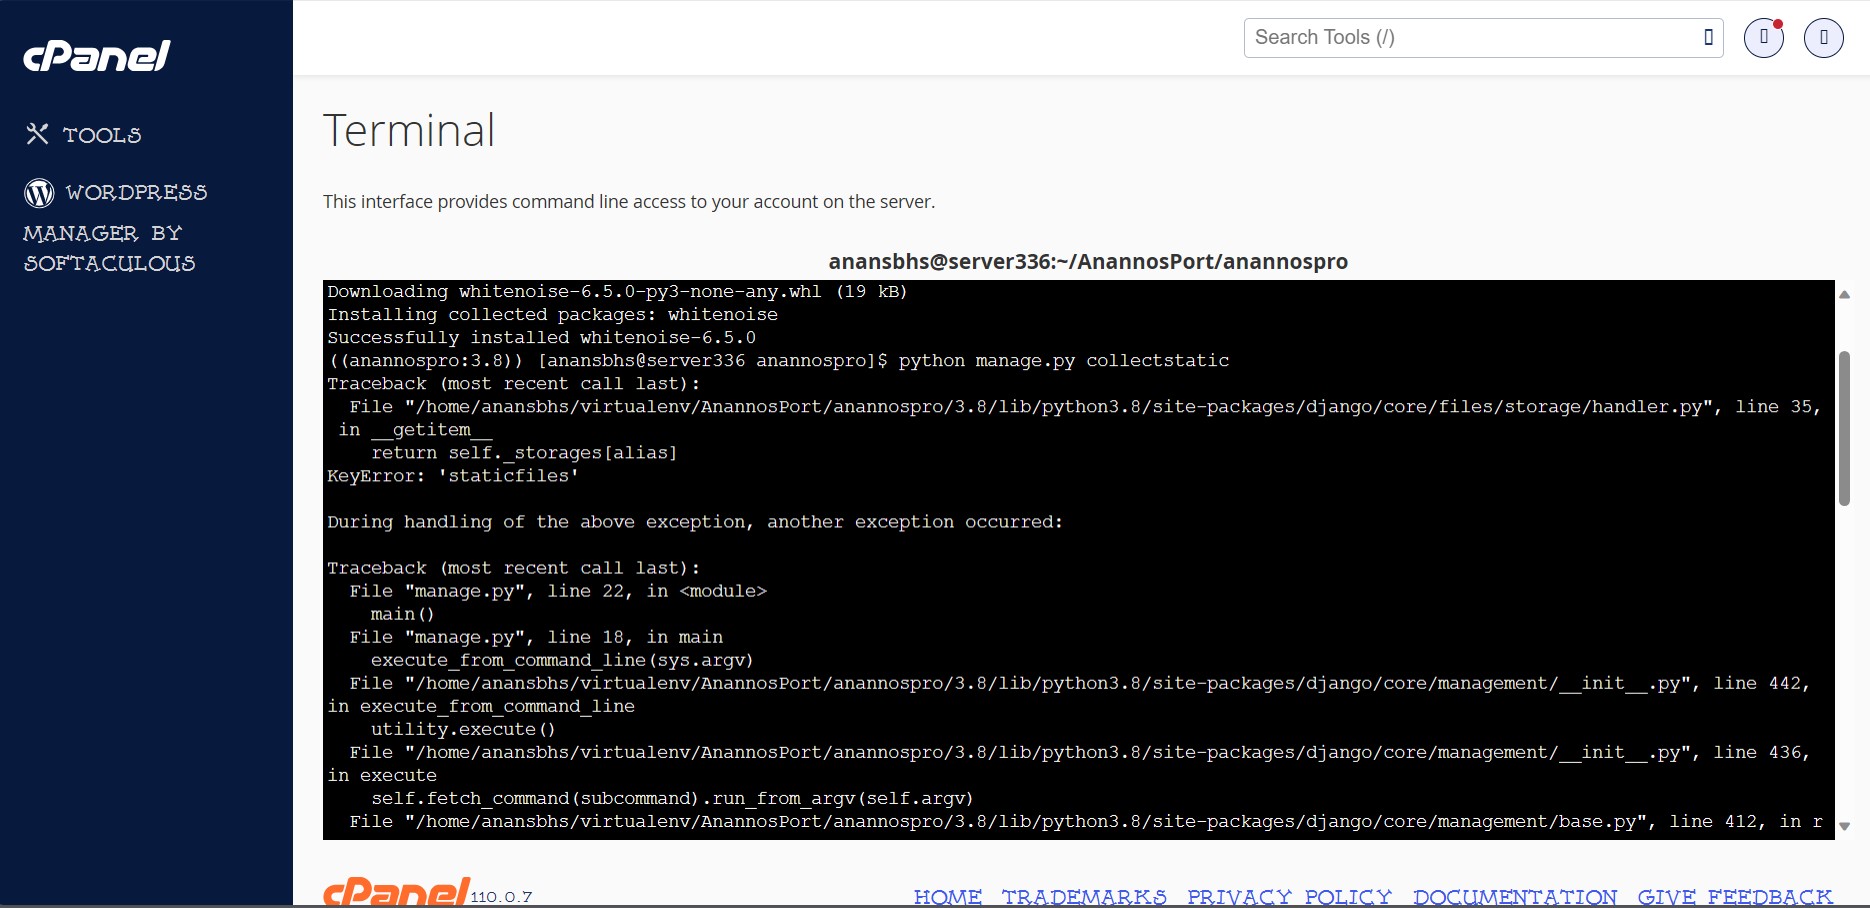 cPanel
Search Tools (/)
TOOLS
WORDPRESS
MANAGER BY
SOFTACULOUS
Terminal
This interface provides command line access to your account on the server.
anansbhs@server336:~/AnannosPort/anannospro
Downloading whitenoise-6.5.0-py3-none-any.whl (19 kB)
Installing collected packages: whitenoise
Successfully installed whitenoise-6.5.0
((anannospro:3.8)) [anansbhs@server336 anannospro]$ python manage.py collectstatic
Traceback (most recent call last):
  File "/home/anansbhs/virtualenv/AnannosPort/anannospro/3.8/lib/python3.8/site-packages/django/core/files/storage/handler.py", line 35,
 in __getitem__
    return self._storages[alias]
KeyError: 'staticfiles'
During handling of the above exception, another exception occurred:
Traceback (most recent call last):
  File "manage.py", line 22, in <module>
    main()
  File "manage.py", line 18, in main
    execute_from_command_line(sys.argv)
  File "/home/anansbhs/virtualenv/AnannosPort/anannospro/3.8/lib/python3.8/site-packages/django/core/management/__init__.py", line 442,
in execute_from_command_line
    utility.execute()
  File "/home/anansbhs/virtualenv/AnannosPort/anannospro/3.8/lib/python3.8/site-packages/django/core/management/__init__.py", line 436,
in execute
    self.fetch_command(subcommand).run_from_argv(self.argv)
  File "/home/anansbhs/virtualenv/AnannosPort/anannospro/3.8/lib/python3.8/site-packages/django/core/management/base.py", line 412, in r
cPanel 110.0.7
HOME TRADEMARKS PRIVACY POLICY DOCUMENTATION GIVE FEEDBACK